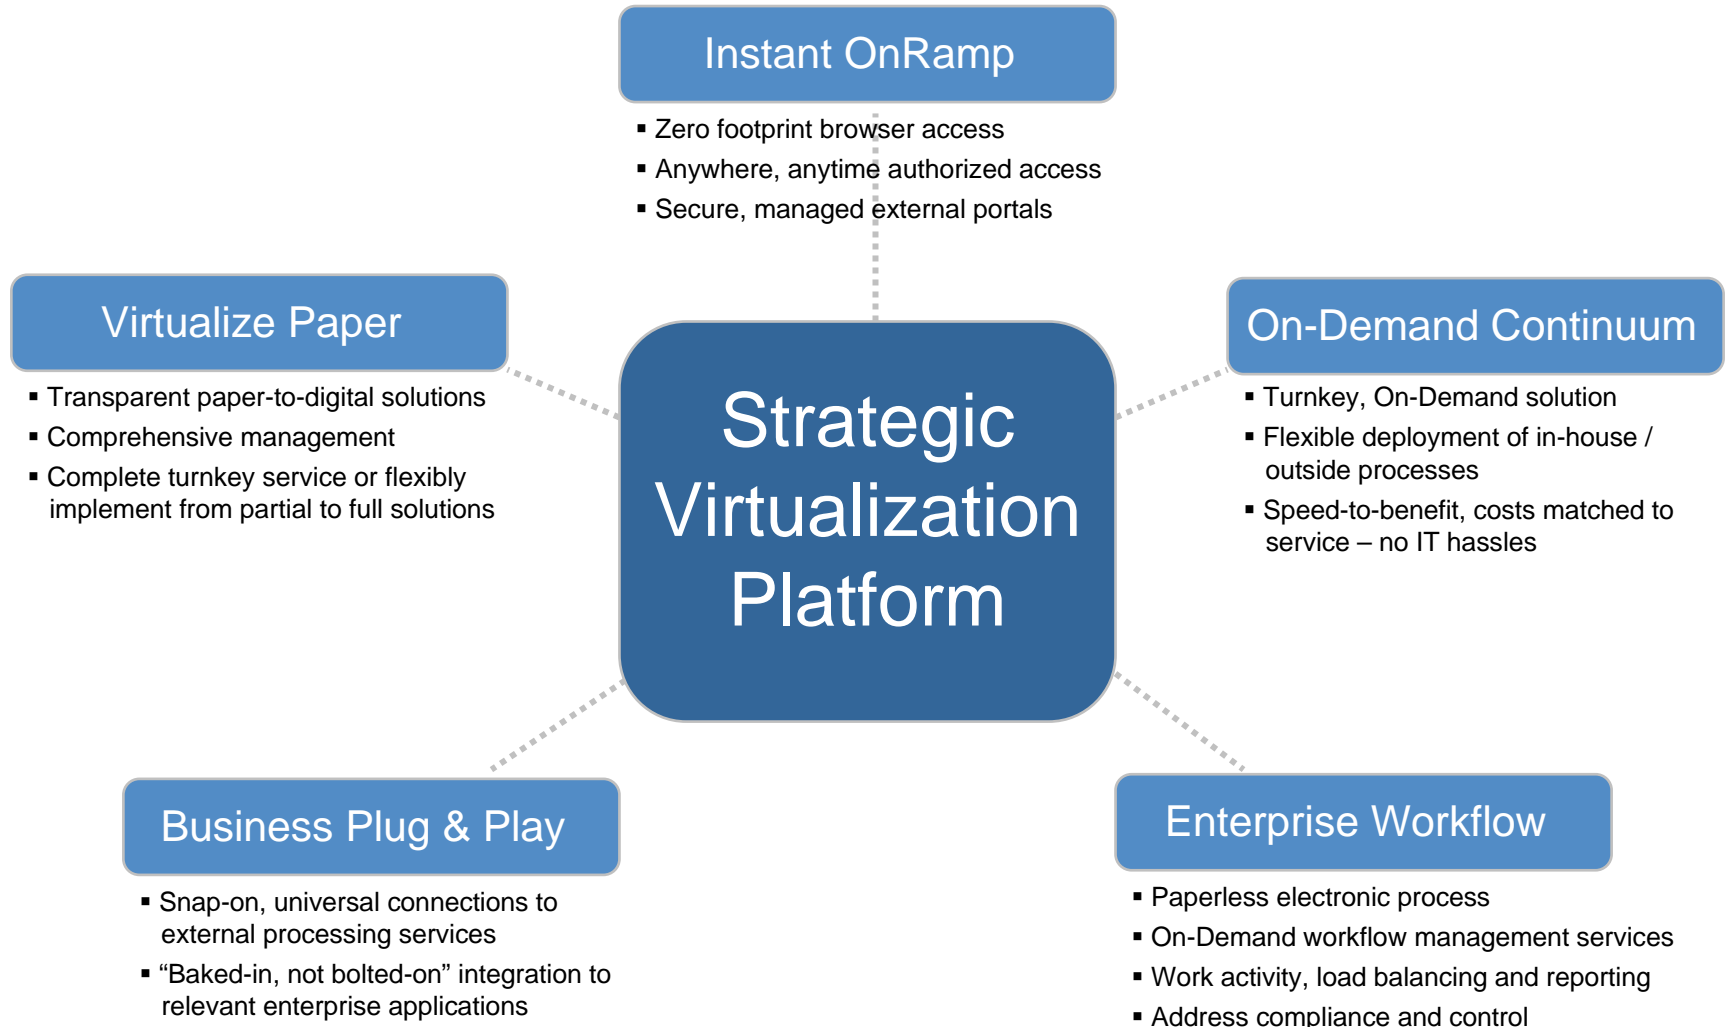 Instant OnRamp
▪ Zero footprint browser access
▪ Anywhere, anytime authorized access
▪ Secure, managed external portals
Virtualize Paper
▪ Transparent paper-to-digital solutions
▪ Comprehensive management
▪ Complete turnkey service or flexibly
implement from partial to full solutions
Strategic
Virtualization
Platform
On-Demand Continuum
▪ Turnkey, On-Demand solution
▪ Flexible deployment of in-house /
outside processes
▪ Speed-to-benefit, costs matched to
service – no IT hassles
Business Plug & Play
▪ Snap-on, universal connections to
external processing services
▪ “Baked-in, not bolted-on” integration to
relevant enterprise applications
Enterprise Workflow
▪ Paperless electronic process
▪ On-Demand workflow management services
▪ Work activity, load balancing and reporting
▪ Address compliance and control